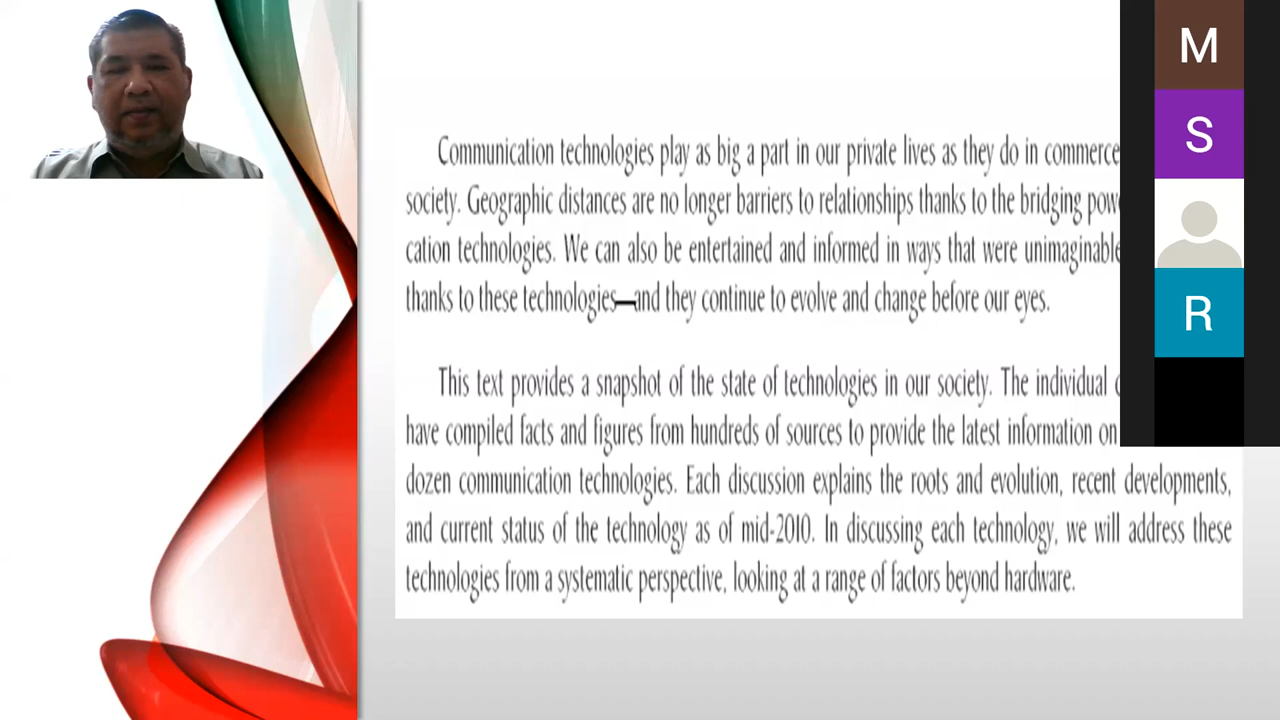 Communication technologies play as big a part in our private lives as they do in commerce
society. Geographic distances are no longer barriers to relationships thanks to the bridging
cation technologies. We can also be entertained and informed in ways that were unimaginable
thanks to these technologies—and they continue to evolve and change before our eyes.
This text provides a snapshot of the state of technologies in our society. The individual
have compiled facts and figures from hundreds of sources to provide the latest information on
dozen communication technologies. Each discussion explains the roots and evolution, recent developments,
and current status of the technology as of mid-2010. In discussing each technology, we will address these
technologies from a systematic perspective, looking at a range of factors beyond hardware.
M
S
R